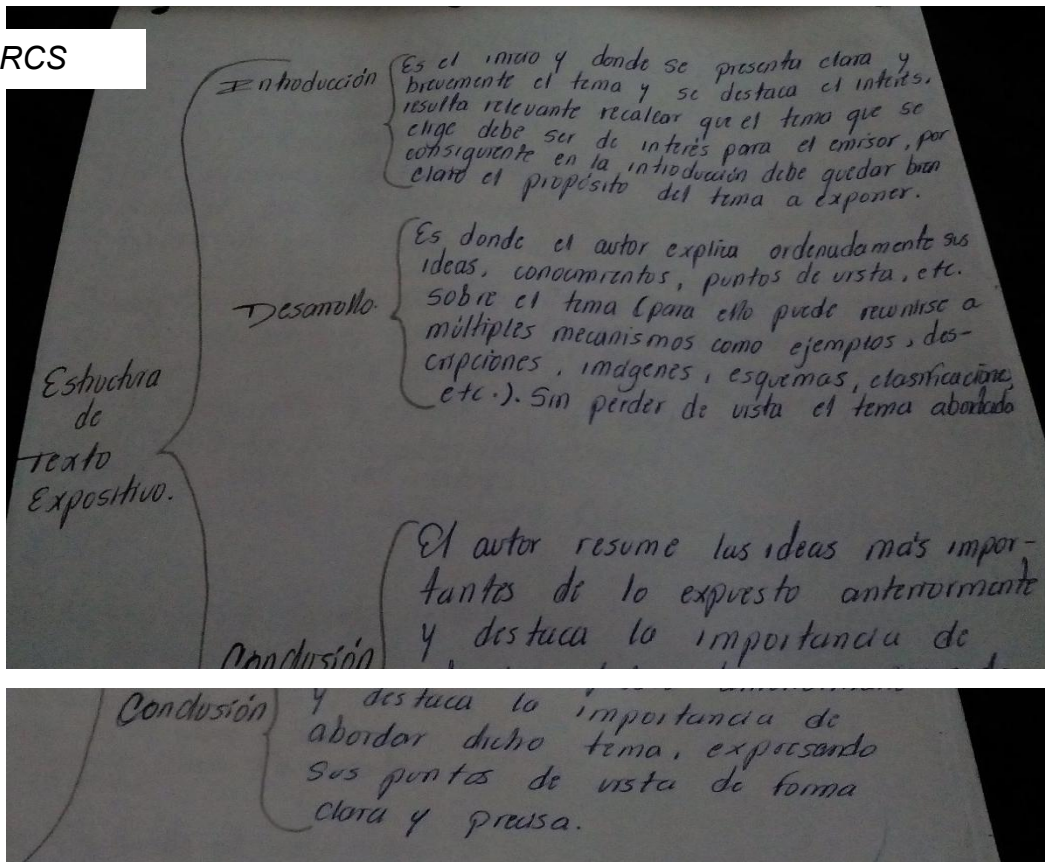 RCS
Estructura
de
Texto
Expositivo.
Introducción
Es el inicio y donde se presenta clara y
brevemente el tema y se destaca el interés.
resulta relevante recalcar que el tema que se
elige debe ser de interés para el emisor, por
consiguiente en la introducción debe quedar bien
claro el propósito del tema a exponer.
Desarrollo.
Es donde el autor explica ordenadamente sus
ideas, conocimientos, puntos de vista, etc.
sobre el tema (para ello puede recurrirse a
múltiples mecanismos como ejemplos, des-
cripciones, imágenes, esquemas, clasificacione,
etc.). Sin perder de vista el tema abordado
Conclusión
El autor resume las ideas más impor-
tantes de lo expuesto anteriormente
y destaca la importancia de
Conclusión
y destaca la importancia de
abordar dicho tema, expresando
sus puntos de vista de forma
clara y precisa.